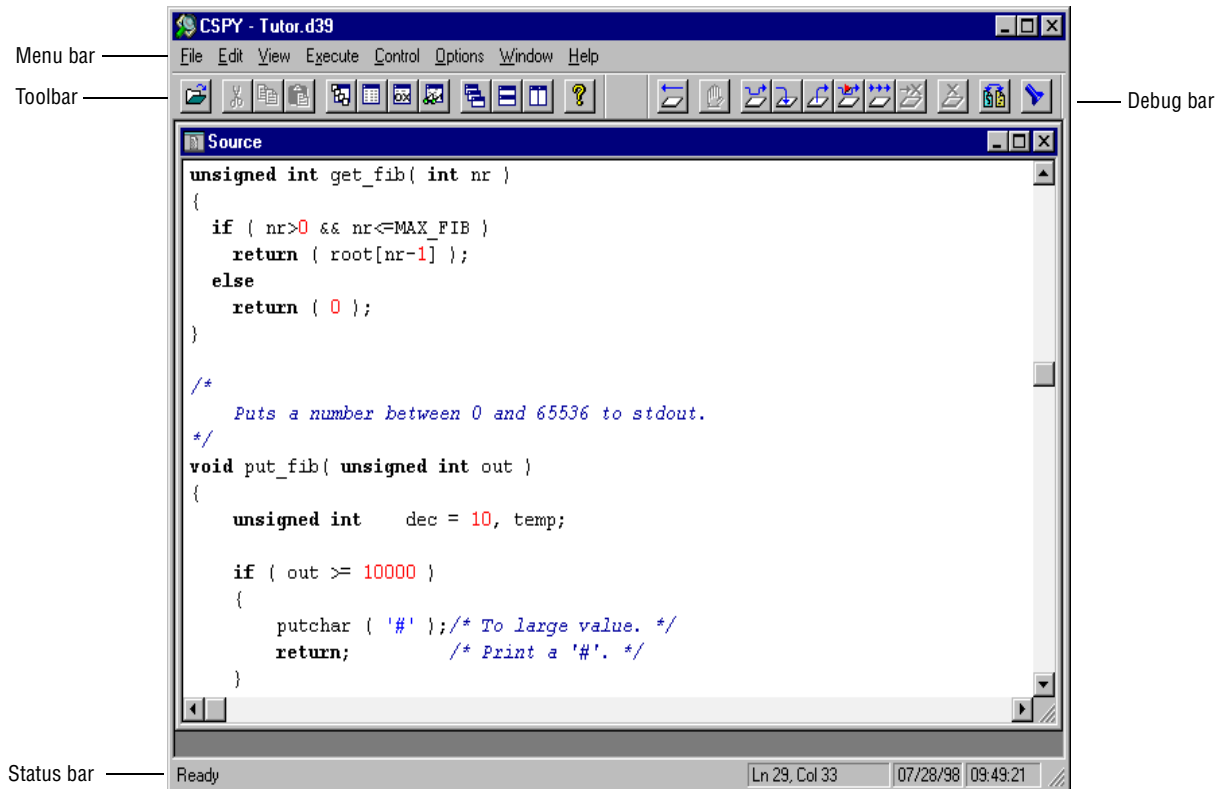 CSPY - Tutor.d39
Menu bar
File Edit View Execute Control Options Window Help
Toolbar
Debug bar
Source
unsigned int get_fib( int nr )
{
  if ( nr>0 && nr<=MAX_FIB )
    return ( root[nr-1] );
  else
    return ( 0 );
}
/*
    Puts a number between 0 and 65536 to stdout.
*/
void put_fib( unsigned int out )
{
    unsigned int    dec = 10, temp;
    if ( out >= 10000 )
    {
        putchar ( '#' );/* To large value. */
        return;         /* Print a '#'. */
    }
Status bar
Ready
Ln 29, Col 33
07/28/98
09:49:21